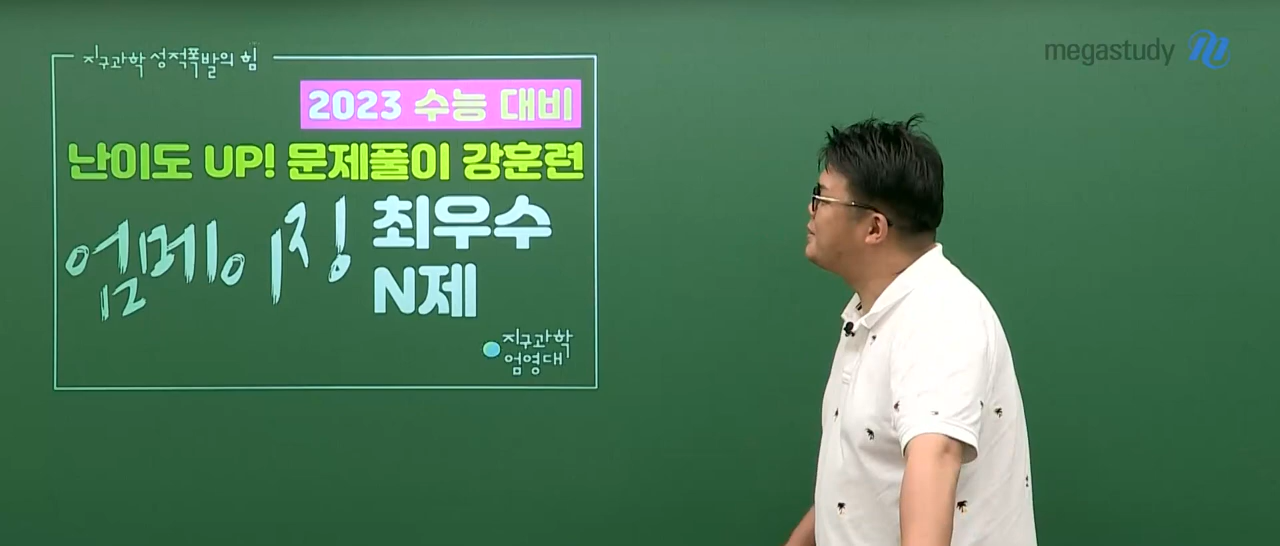 지구과학 성적폭발의 힘
megastudy
2023 수능 대비
난이도 UP! 문제풀이 강훈련
엄메이징 최우수
N제
지구과학
엄영대